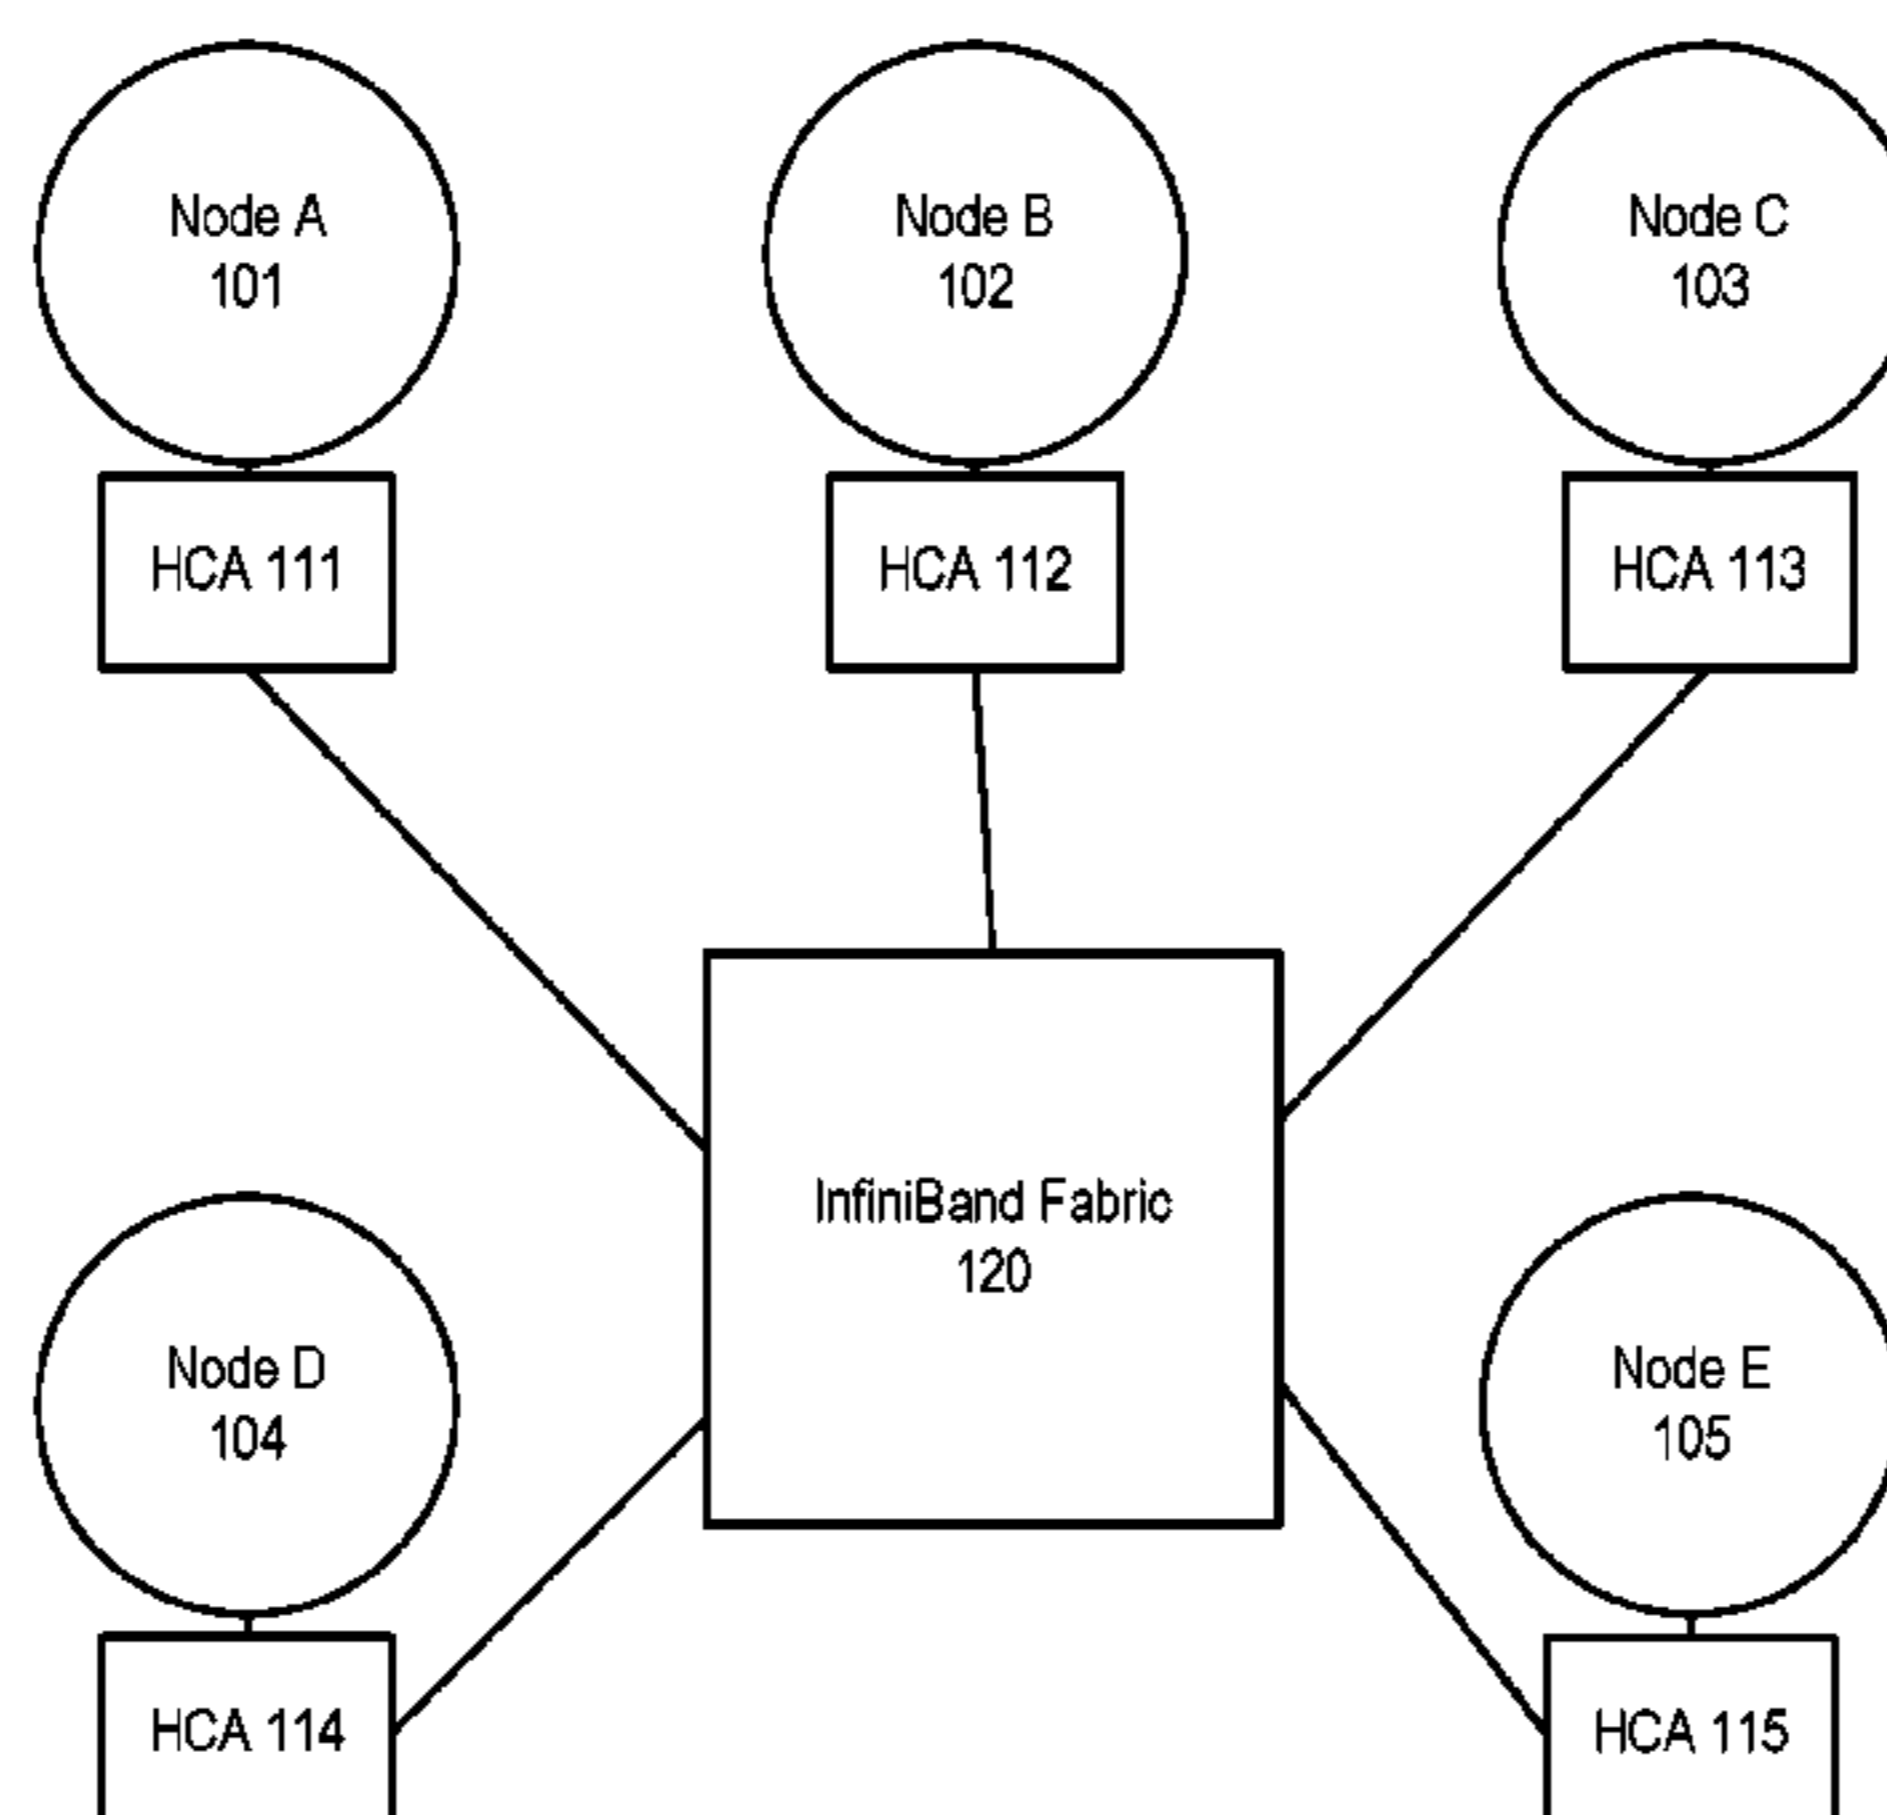 Node A
101
Node B
102
Node C
103
HCA 111
HCA 112
HCA 113
InfiniBand Fabric
120
Node D
104
Node E
105
HCA 114
HCA 115